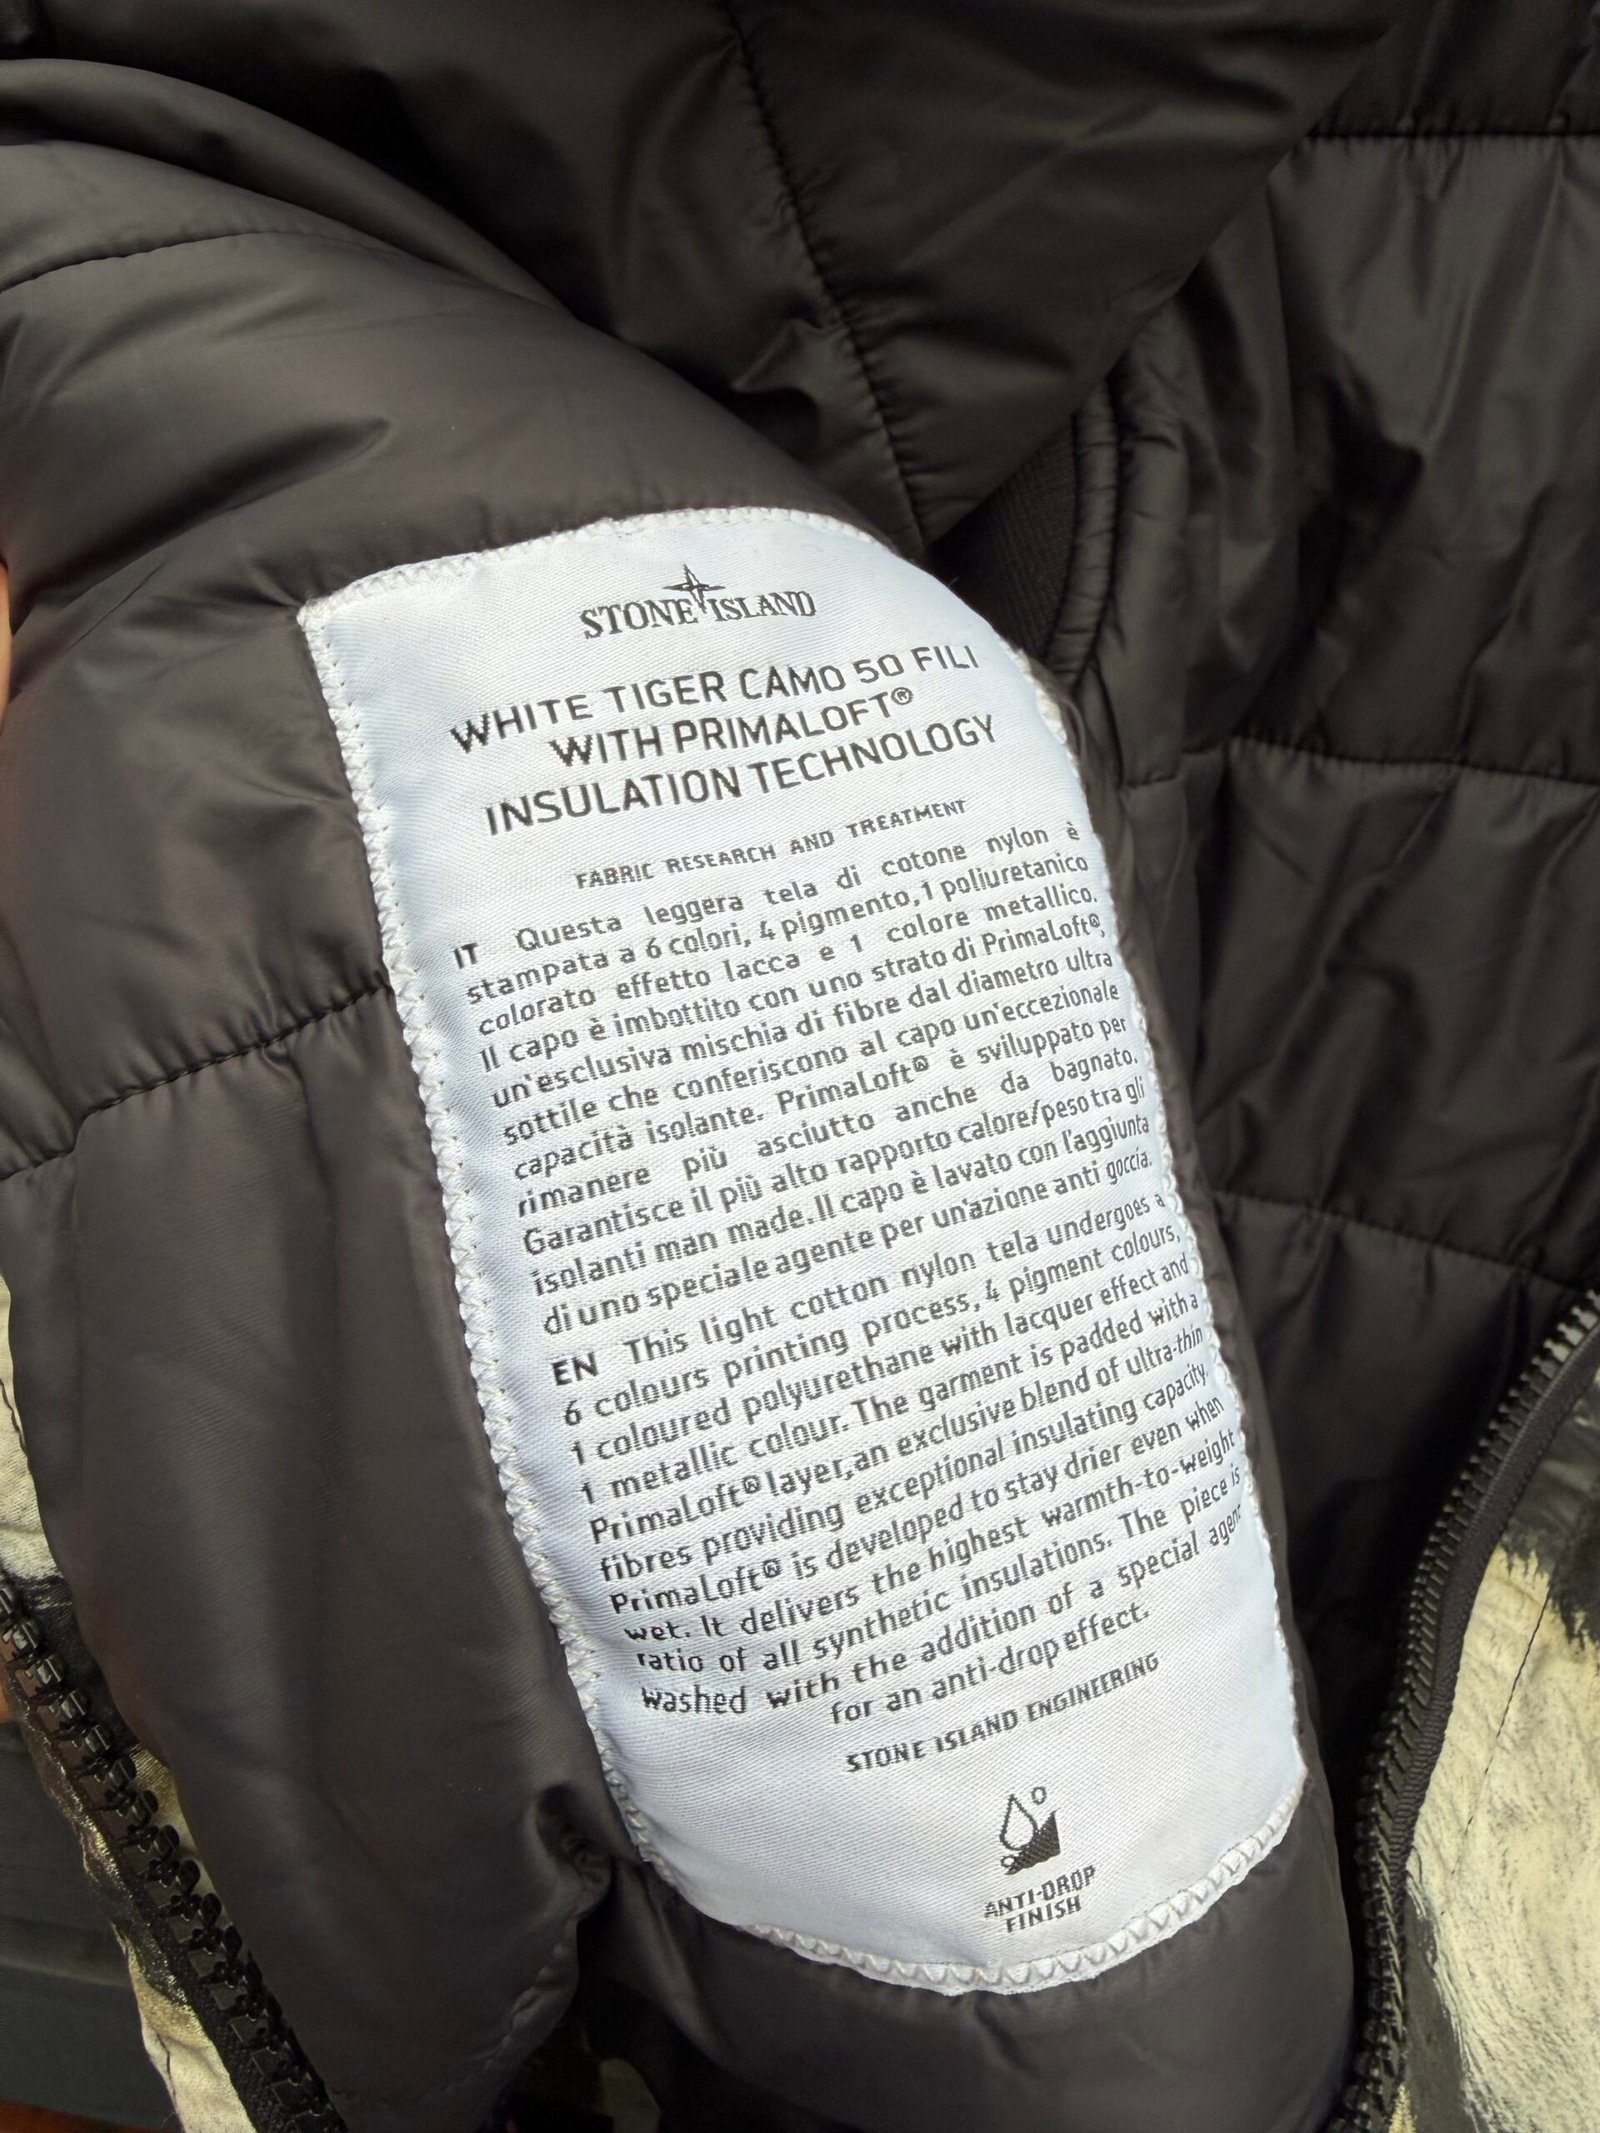 STONE ISLAND
WHITE TIGER CAMO 50 FILI
WITH PRIMALOFT®
INSULATION TECHNOLOGY
FABRIC RESEARCH AND TREATMENT
IT Questa leggera tela di cotone nylon è
stampata a 6 colori, 4 pigmento, 1 poliuretanico
colorato effetto lacca e 1 colore metallico.
Il capo è imbottito con uno strato di PrimaLoft®,
un'esclusiva mischia di fibre dal diametro ultra
sottile che conferiscono al capo un'eccezionale
capacità isolante. PrimaLoft® è sviluppato per
rimanere più asciutto anche da bagnato.
Garantisce il più alto rapporto calore/peso tra gli
isolanti man made. Il capo è lavato con l'aggiunta
di uno speciale agente per un'azione anti goccia.
EN This light cotton nylon tela undergoes a
6 colours printing process, 4 pigment colours,
1 coloured polyurethane with lacquer effect and
1 metallic colour. The garment is padded with a
PrimaLoft® layer, an exclusive blend of ultra-thin
fibres providing exceptional insulating capacity.
PrimaLoft® is developed to stay drier even when
wet. It delivers the highest warmth-to-weight
ratio of all synthetic insulations. The piece is
washed with the addition of a special agent
for an anti-drop effect.
STONE ISLAND ENGINEERING
ANTI-DROP
FINISH